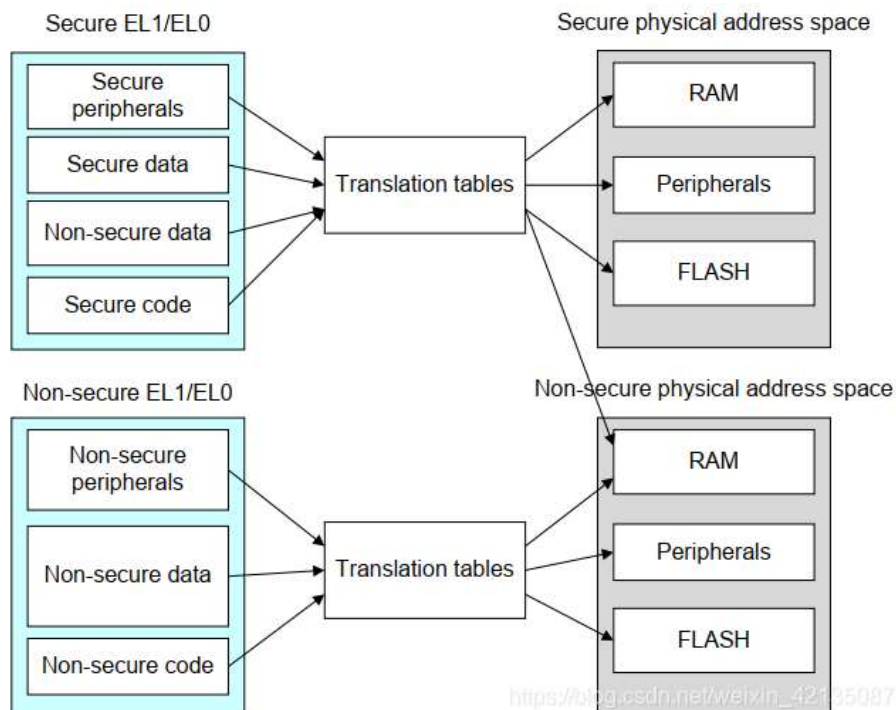 Secure EL1/EL0
Secure physical address space
Secure
peripherals
Secure data
Non-secure data
Secure code
Translation tables
RAM
Peripherals
FLASH
Non-secure EL1/EL0
Non-secure physical address space
Non-secure
peripherals
Non-secure data
Non-secure code
Translation tables
RAM
Peripherals
FLASH
https://blog.csdn.net/weixin_42135087